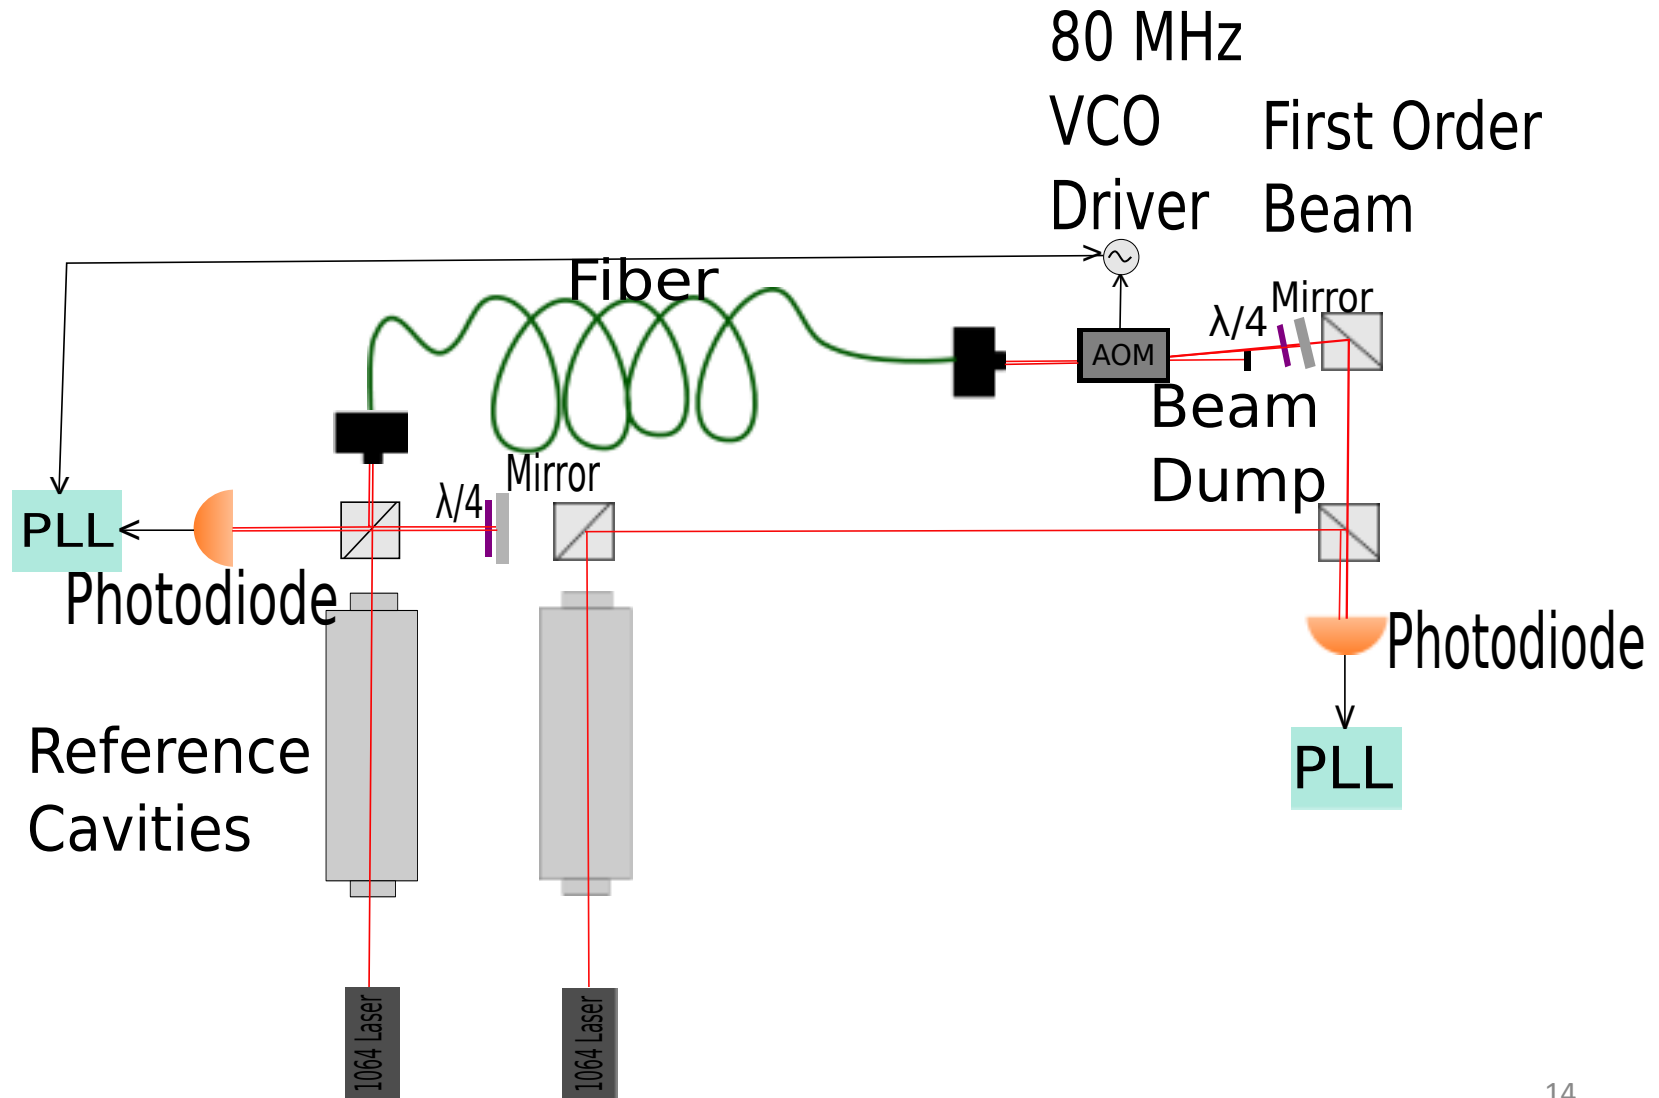 80 MHz
VCO
Driver
First Order
Beam
Fiber
Mirror
λ/4
AOM
Beam
Dump
Mirror
λ/4
PLL
Photodiode
Photodiode
Reference
Cavities
PLL
1064 Laser
1064 Laser
14